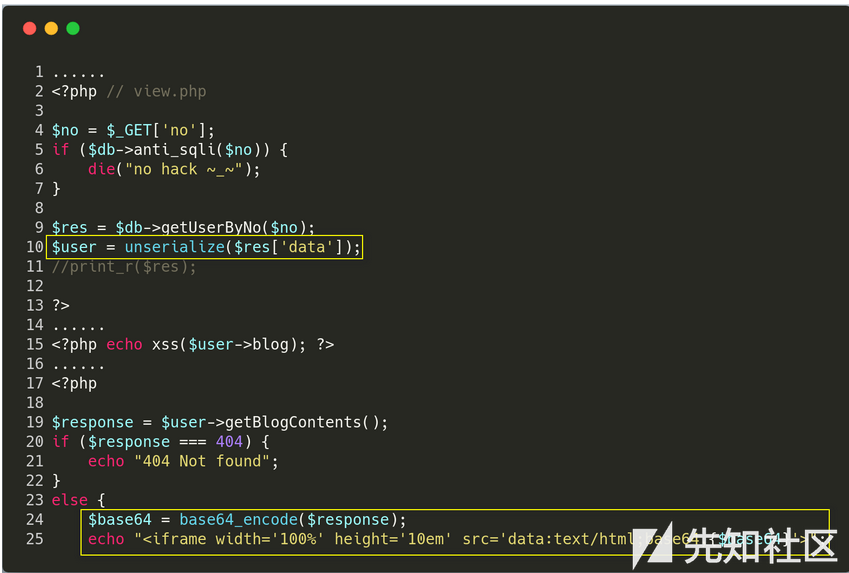 1 ......
2 <?php // view.php
3
4 $no = $_GET['no'];
5 if ($db->anti_sqli($no)) {
6 die("no hack ~_~");
7 }
8
9 $res = $db->getUserByNo($no);
10 $user = unserialize($res['data']);
11 //print_r($res);
12
13 ?>
14 ......
15 <?php echo xss($user->blog); ?>
16 ......
17 <?php
18
19 $response = $user->getBlogContents();
20 if ($response === 404) {
21 echo "404 Not found";
22 }
23 else {
24 $base64 = base64_encode($response);
25 echo "<iframe width='100%' height='10em' src='data:text/html;base64,{$base64}'>";
先知社区